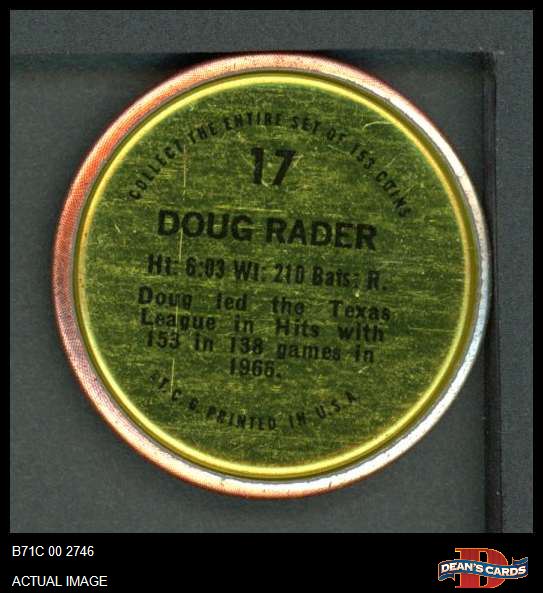 COLLECT THE ENTIRE SET OF 153 COINS
17
DOUG RADER
Ht: 6:03 Wt: 210 Bats: R.
Doug led the Texas
League in Hits with
153 in 138 games in
1965.
©T.C.G. PRINTED IN U.S.A.
B71C 00 2746
ACTUAL IMAGE
D
DEAN'S CARDS